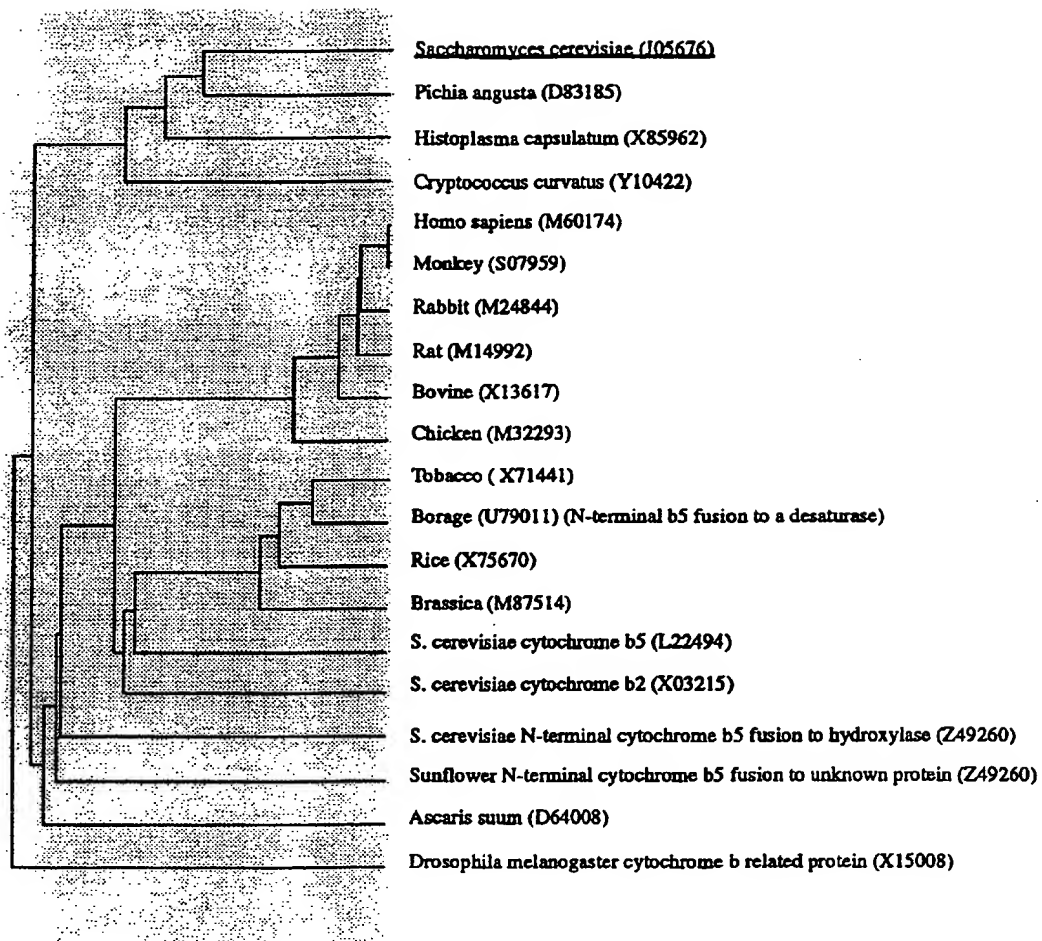 Saccharomyces cerevisiae (J05676)
Pichia angusta (D83185)
Histoplasma capsulatum (X85962)
Cryptococcus curvatus (Y10422)
Homo sapiens (M60174)
Monkey (S07959)
Rabbit (M24844)
Rat (M14992)
Bovine (X13617)
Chicken (M32293)
Tobacco ( X71441)
Borage (U79011) (N-terminal b5 fusion to a desaturase)
Rice (X75670)
Brassica (M87514)
S. cerevisiae cytochrome b5 (L22494)
S. cerevisiae cytochrome b2 (X03215)
S. cerevisiae N-terminal cytochrome b5 fusion to hydroxylase (Z49260)
Sunflower N-terminal cytochrome b5 fusion to unknown protein (Z49260)
Ascaris suum (D64008)
Drosophila melanogaster cytochrome b related protein (X15008)